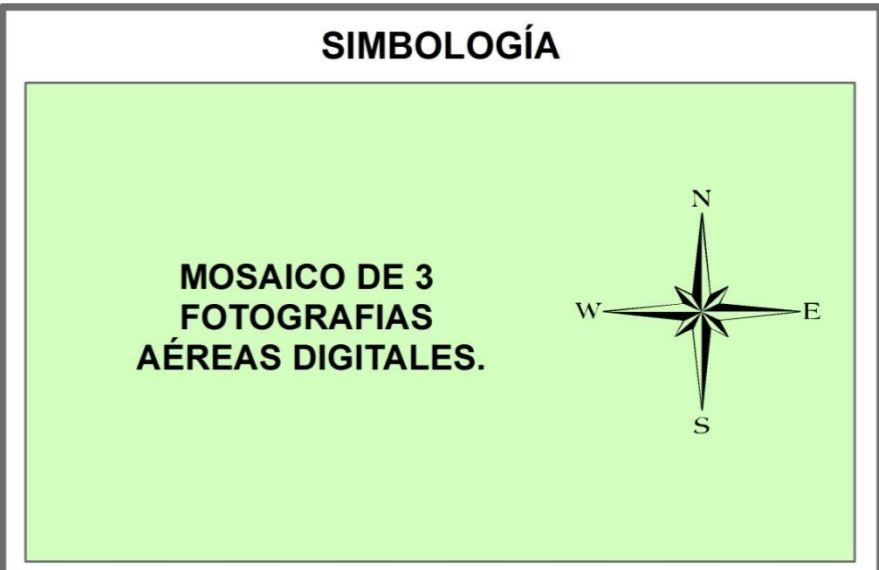 SIMBOLOGÍA
MOSAICO DE 3
FOTOGRAFIAS
AÉREAS DIGITALES.
N
W
E
S